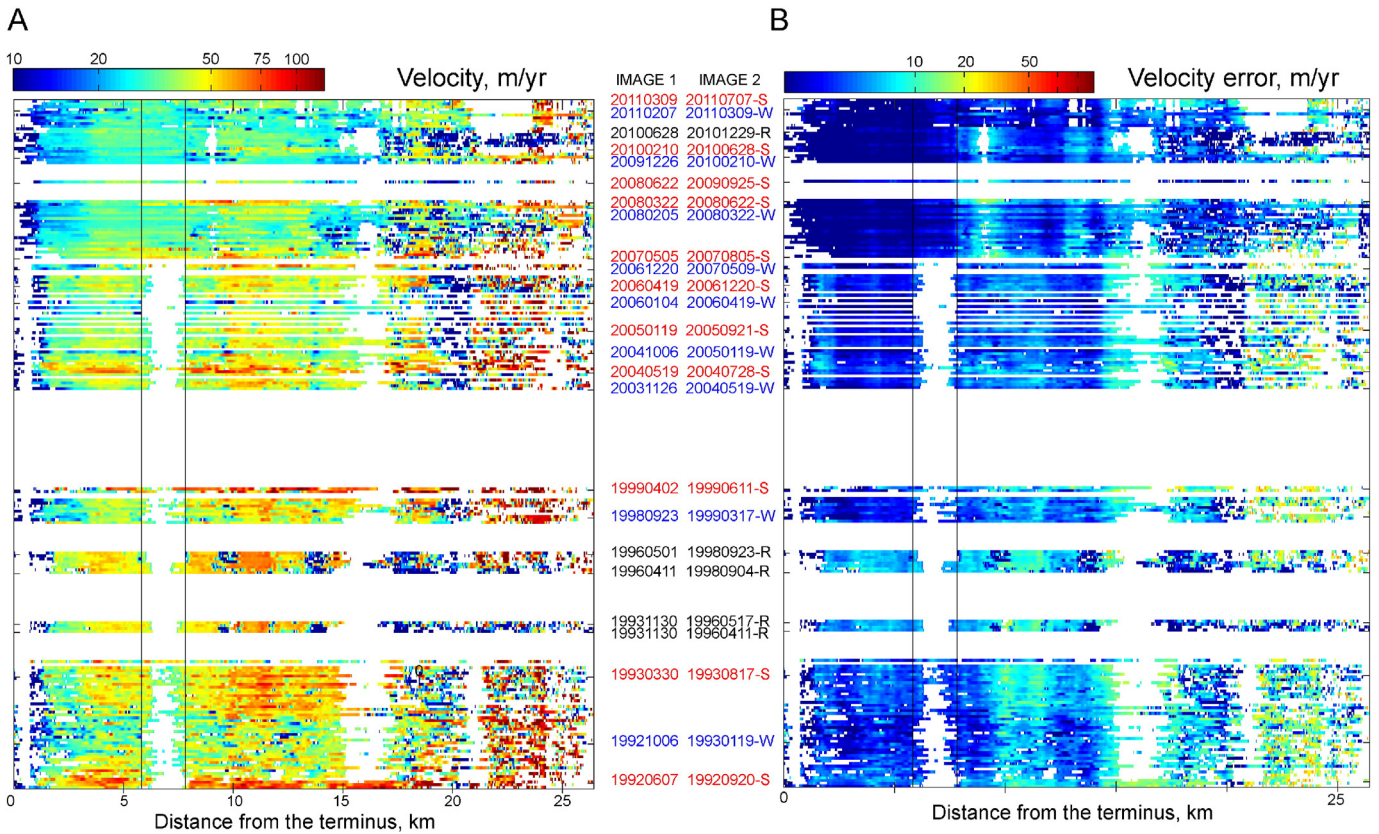 A
B
10 20 50 75 100
Velocity, m/yr
IMAGE 1 IMAGE 2
10 20 50
Velocity error, m/yr
20110309 20110707-S
20110207 20110309-W
20100628 20101229-R
20100210 20100628-S
20091226 20100210-W
20080622 20090925-S
20080322 20080622-S
20080205 20080322-W
20070505 20070805-S
20061220 20070509-W
20060419 20061220-S
20060104 20060419-W
20050119 20050921-S
20041006 20050119-W
20040519 20040728-S
20031126 20040519-W
19990402 19990611-S
19980923 19990317-W
19960501 19980923-R
19960411 19980904-R
19931130 19960517-R
19931130 19960411-R
0
19930330 19930817-S
19921006 19930119-W
19920607 19920920-S
0 5 10 15 20 25
0 25
Distance from the terminus, km
Distance from the terminus, km